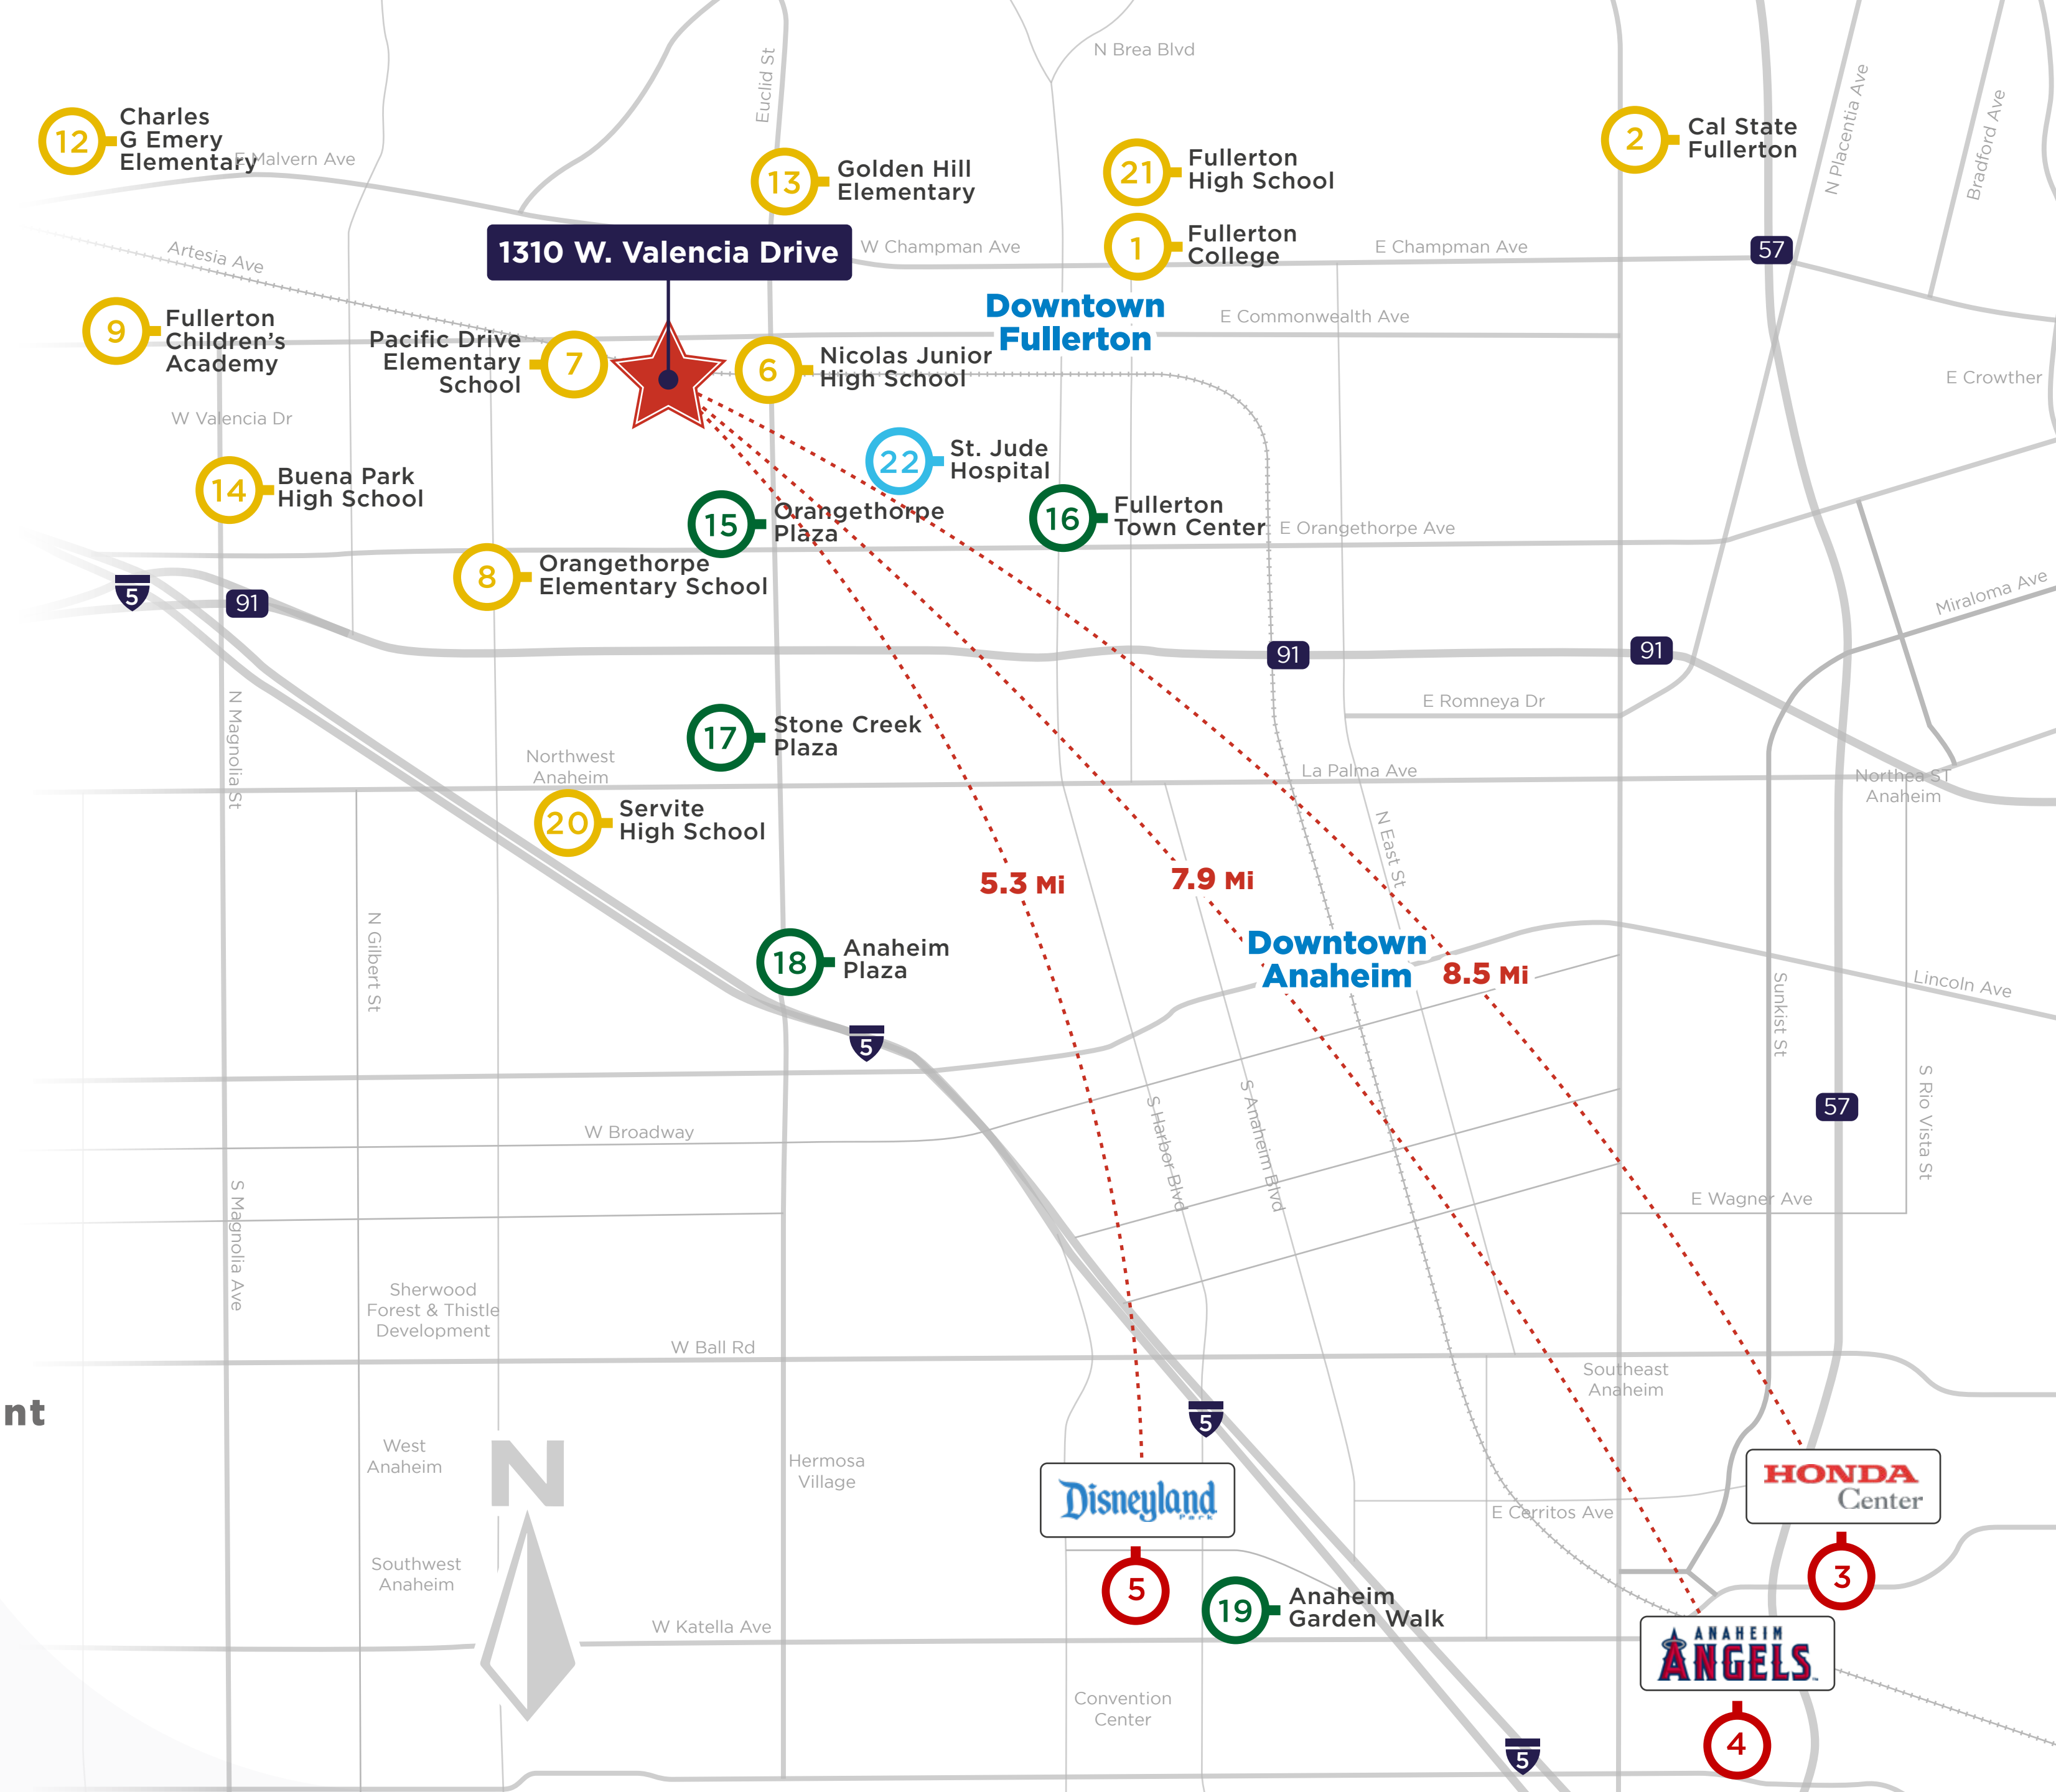 N Brea Blvd
Euclid St
N Placentia Ave
Bradford Ave
12
Charles
G Emery
Elementary
E Malvern Ave
13
Golden Hill
Elementary
21
Fullerton
High School
2
Cal State
Fullerton
1310 W. Valencia Drive
W Champman Ave
1
Fullerton
College
E Champman Ave
57
Artesia Ave
Downtown
Fullerton
E Commonwealth Ave
9
Fullerton
Children's
Academy
Pacific Drive
Elementary
School
7
6
Nicolas Junior
High School
E Crowther
W Valencia Dr
22
St. Jude
Hospital
14
Buena Park
High School
15
Orangethorpe
Plaza
16
Fullerton
Town Center
E Orangethorpe Ave
8
Orangethorpe
Elementary School
5
91
Miraloma Ave
91
91
N Magnolia St
E Romneya Dr
17
Stone Creek
Plaza
Northwest
Anaheim
La Palma Ave
Northea ST
Anaheim
20
Servite
High School
N East St
5.3 Mi
7.9 Mi
N Gilbert St
18
Anaheim
Plaza
Downtown
Anaheim
8.5 Mi
Sunkist St
Lincoln Ave
5
57
S Rio Vista St
S Harbor Blvd
S Anaheim Blvd
W Broadway
E Wagner Ave
S Magnolia Ave
Sherwood
Forest & Thistle
Development
W Ball Rd
Southeast
Anaheim
nt
5
West
Anaheim
N
Hermosa
Village
Disneyland
Park
HONDA
Center
E Cerritos Ave
Southwest
Anaheim
5
19
Anaheim
Garden Walk
3
W Katella Ave
ANAHEIM
ANGELS
Convention
Center
4
5